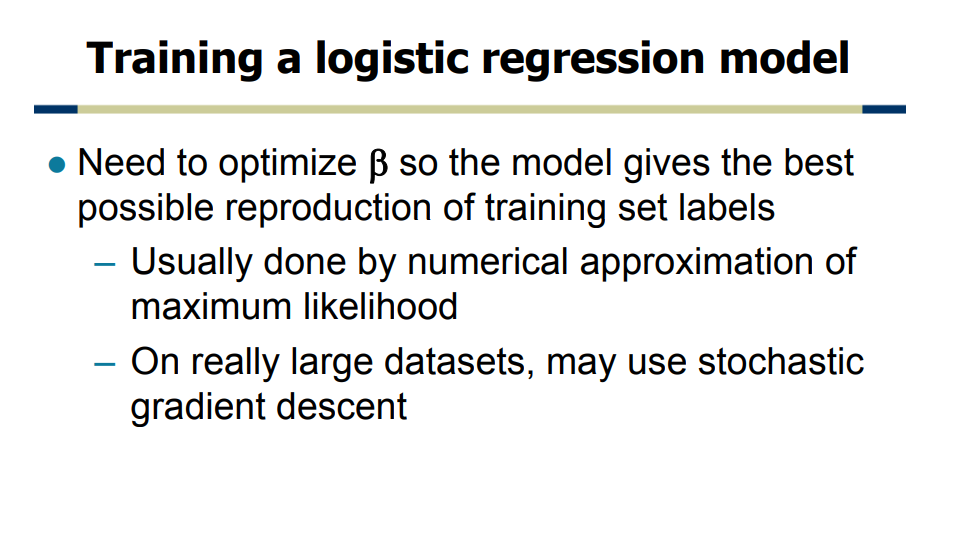 Training a logistic regression model
● Need to optimize β so the model gives the best
possible reproduction of training set labels
– Usually done by numerical approximation of
maximum likelihood
– On really large datasets, may use stochastic
gradient descent